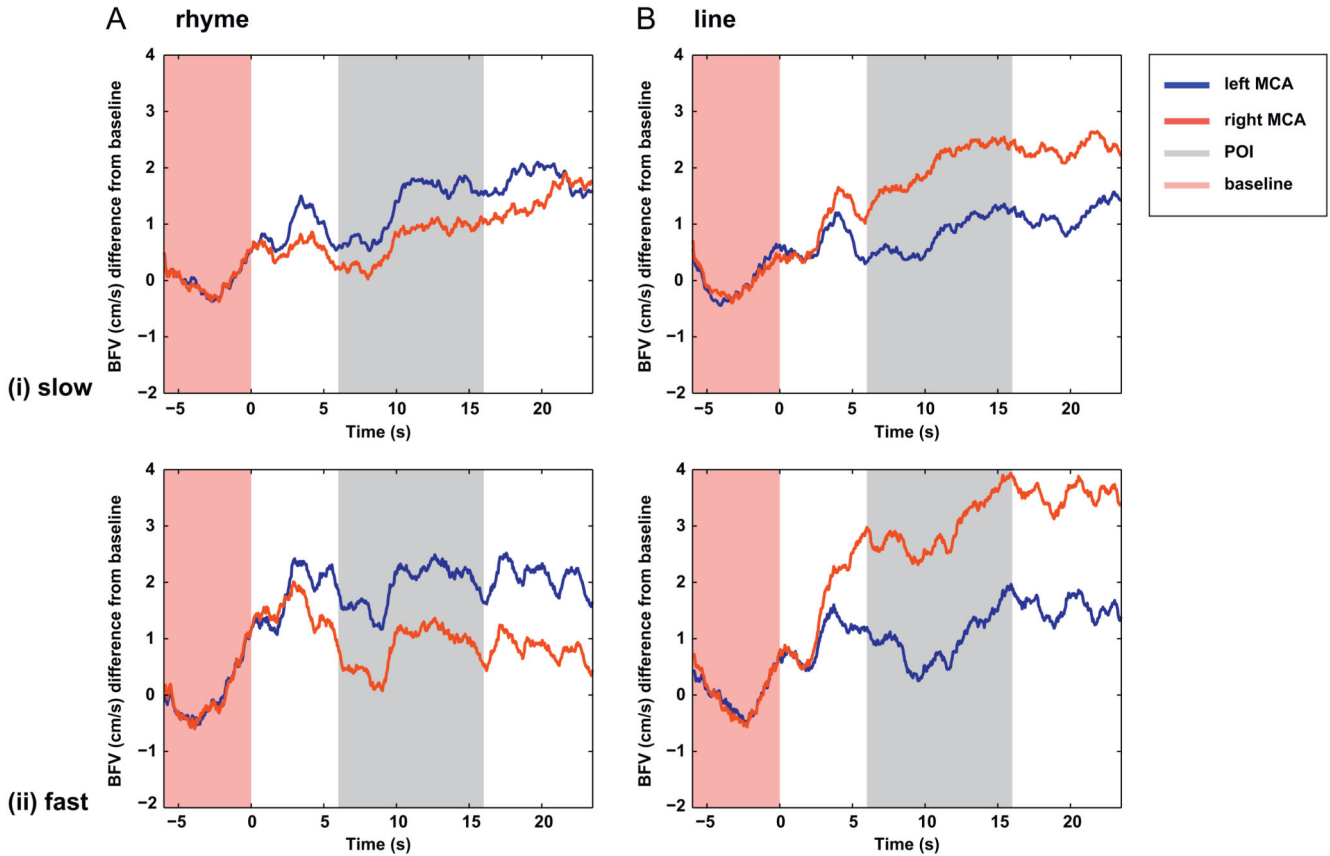 A rhyme
B line
4
3
2
1
0
−1
−2
BFV (cm/s) difference from baseline
−5 0 5 10 15 20
Time (s)
4
3
2
1
0
−1
−2
BFV (cm/s) difference from baseline
−5 0 5 10 15 20
Time (s)
left MCA
right MCA
POI
baseline
(i) slow
4
3
2
1
0
−1
−2
BFV (cm/s) difference from baseline
−5 0 5 10 15 20
Time (s)
4
3
2
1
0
−1
−2
BFV (cm/s) difference from baseline
−5 0 5 10 15 20
Time (s)
(ii) fast